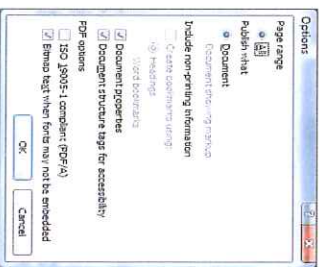 Options
Page range
All
Publish what
Document
Document showing markup
Include non-printing information
Create bookmarks using:
Headings
Word bookmarks
Document properties
Document structure tags for accessibility
PDF options
ISO 19005-1 compliant (PDF/A)
Bitmap text when fonts may not be embedded
OK
Cancel